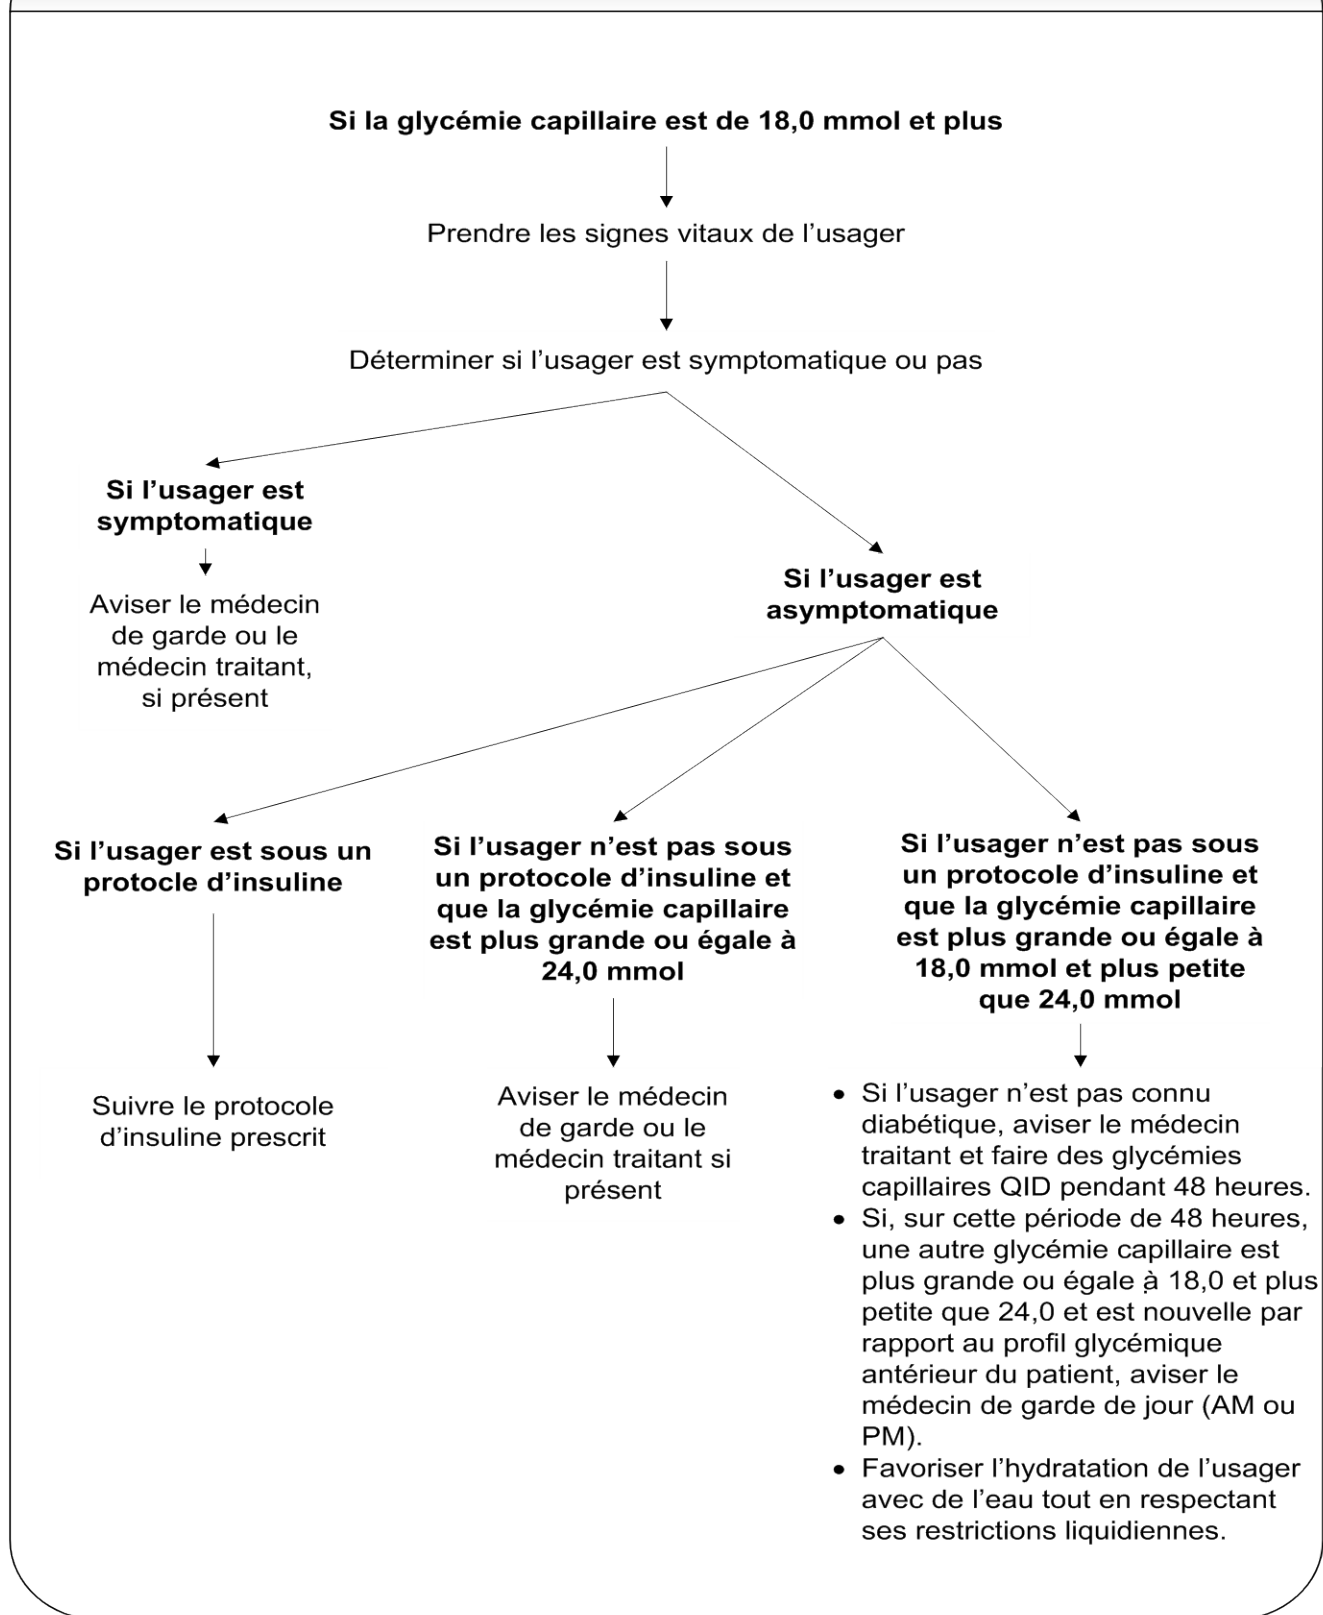 Si la glycémie capillaire est de 18,0 mmol et plus
Prendre les signes vitaux de l’usager
Déterminer si l’usager est symptomatique ou pas
Si l’usager est
symptomatique
Aviser le médecin
de garde ou le
médecin traitant,
si présent
Si l’usager est
asymptomatique
Si l’usager est sous un
protocle d’insuline
Suivre le protocole
d’insuline prescrit
Si l’usager n’est pas sous
un protocole d’insuline et
que la glycémie capillaire
est plus grande ou égale à
24,0 mmol
Aviser le médecin
de garde ou le
médecin traitant si
présent
Si l’usager n’est pas sous
un protocole d’insuline et
que la glycémie capillaire
est plus grande ou égale à
18,0 mmol et plus petite
que 24,0 mmol
• Si l’usager n’est pas connu
diabétique, aviser le médecin
traitant et faire des glycémies
capillaires QID pendant 48 heures.
• Si, sur cette période de 48 heures,
une autre glycémie capillaire est
plus grande ou égale à 18,0 et plus
petite que 24,0 et est nouvelle par
rapport au profil glycémique
antérieur du patient, aviser le
médecin de garde de jour (AM ou
PM).
• Favoriser l’hydratation de l’usager
avec de l’eau tout en respectant
ses restrictions liquidiennes.